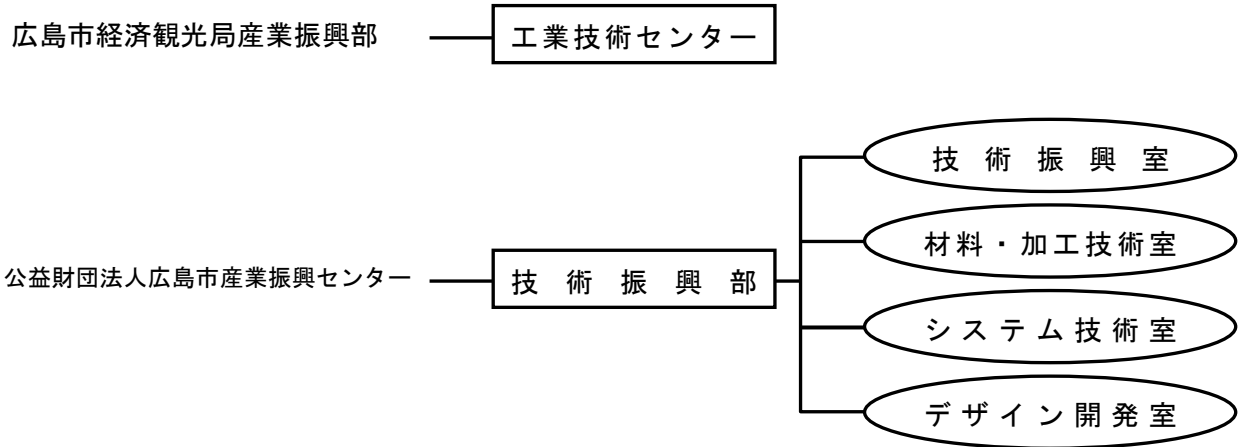 広島市経済観光局産業振興部
工業技術センター
技術振興室
材料・加工技術室
公益財団法人広島市産業振興センター
技術振興部
システム技術室
デザイン開発室